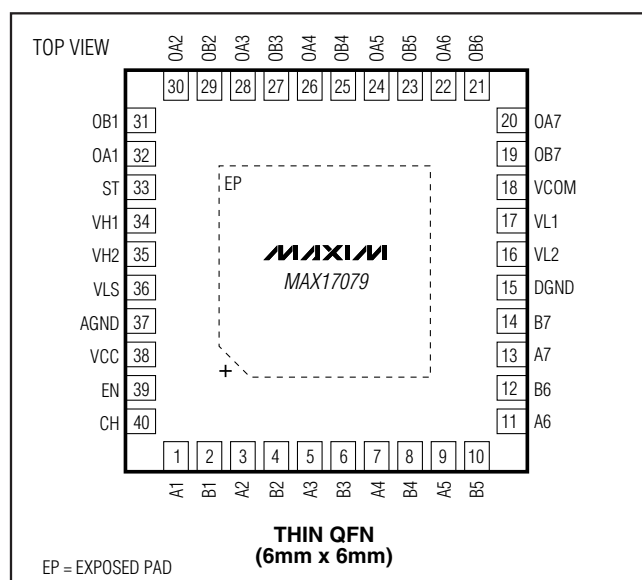 TOP VIEW
OA2 OB2 OA3 OB3 OA4 OB4 OA5 OB5 OA6 OB6
30 29 28 27 26 25 24 23 22 21
OB1 31
OA1 32
ST 33
VH1 34
VH2 35
VLS 36
AGND 37
VCC 38
EN 39
CH 40
EP
MAXIM
MAX17079
+
20 OA7
19 OB7
18 VCOM
17 VL1
16 VL2
15 DGND
14 B7
13 A7
12 B6
11 A6
1 2 3 4 5 6 7 8 9 10
A1 B1 A2 B2 A3 B3 A4 B4 A5 B5
THIN QFN
(6mm x 6mm)
EP = EXPOSED PAD